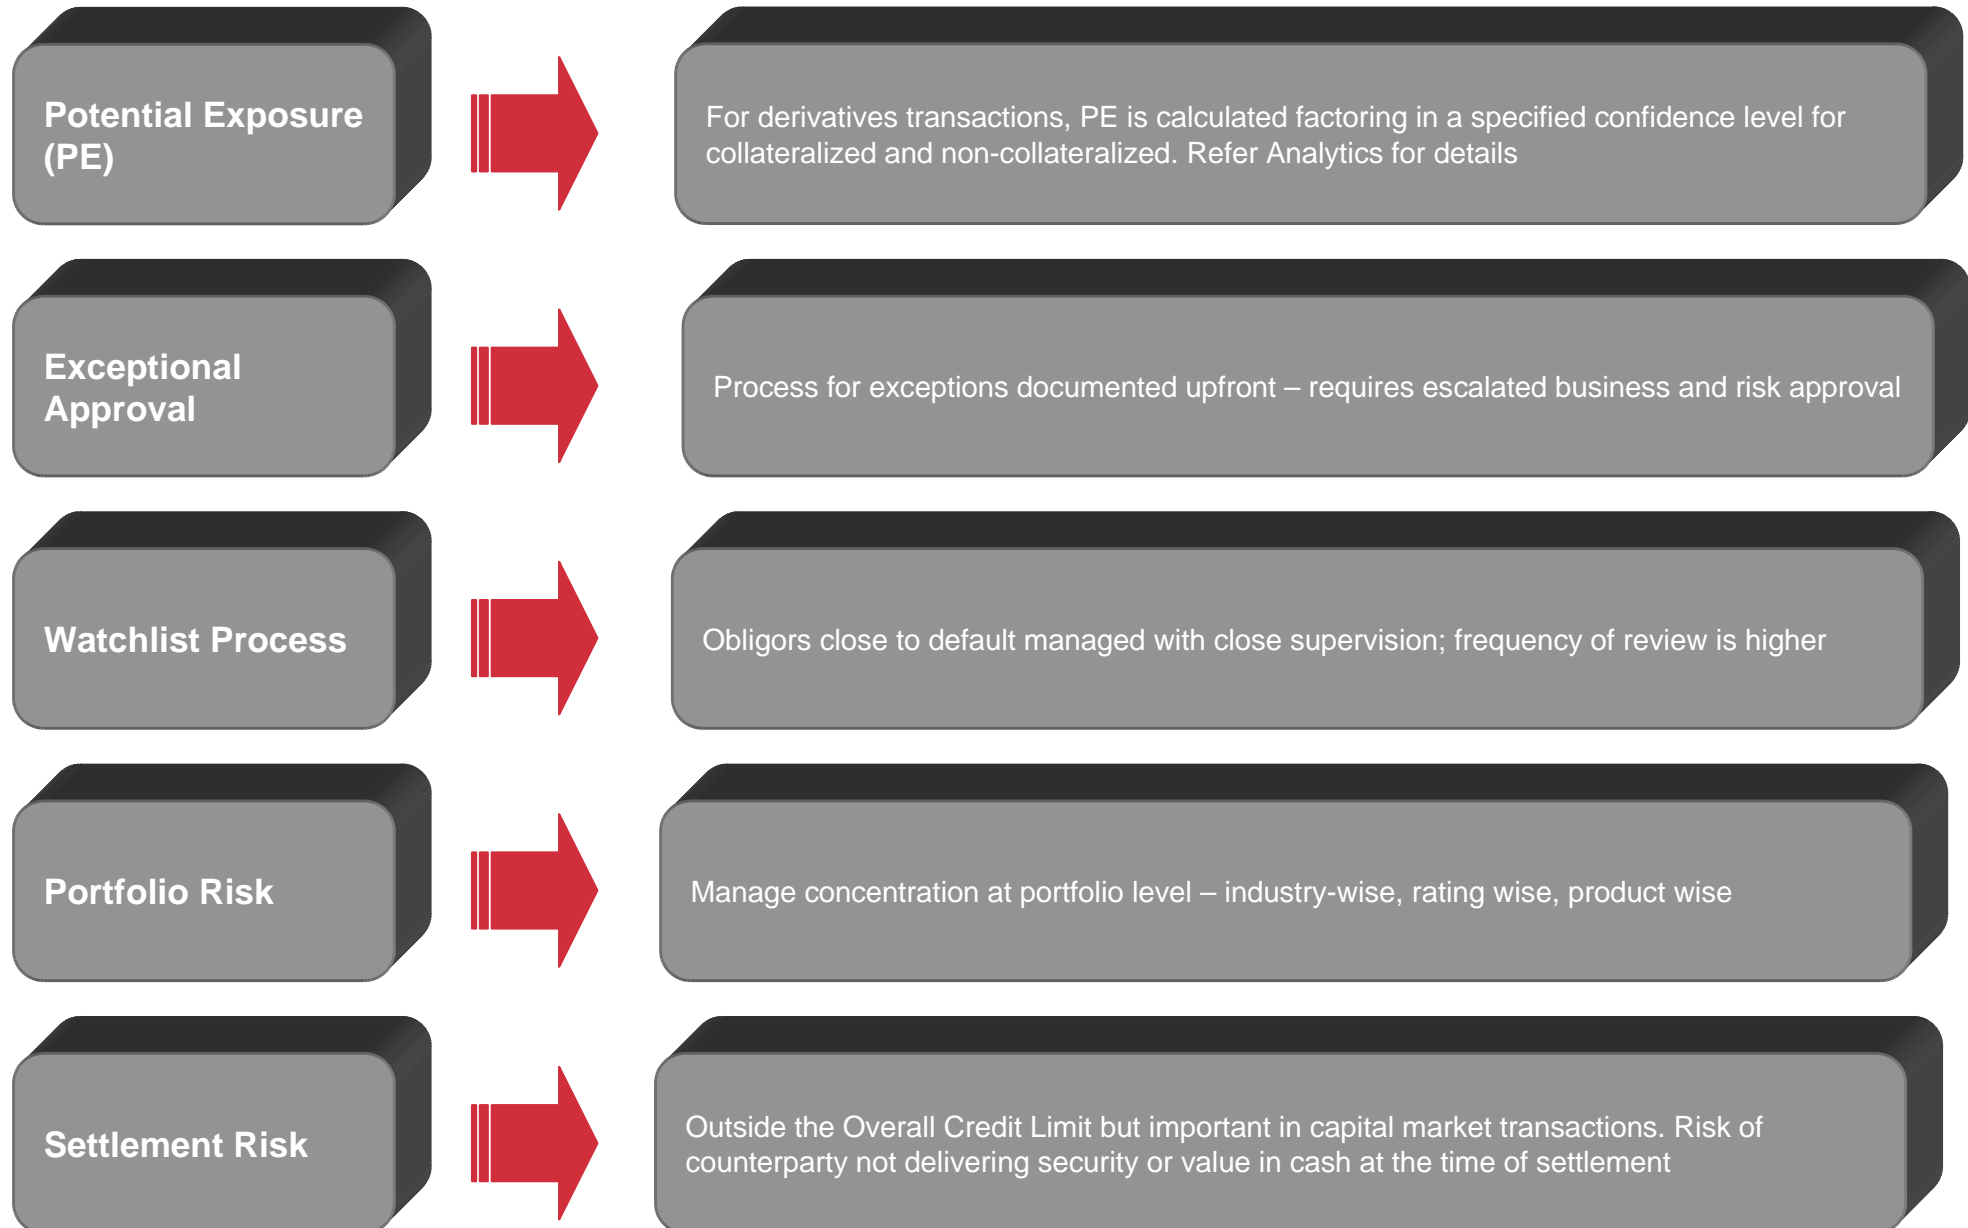 Potential Exposure
(PE)
For derivatives transactions, PE is calculated factoring in a specified confidence level for
collateralized and non-collateralized. Refer Analytics for details
Exceptional
Approval
Process for exceptions documented upfront – requires escalated business and risk approval
Watchlist Process
Obligors close to default managed with close supervision; frequency of review is higher
Portfolio Risk
Manage concentration at portfolio level – industry-wise, rating wise, product wise
Settlement Risk
Outside the Overall Credit Limit but important in capital market transactions. Risk of
counterparty not delivering security or value in cash at the time of settlement